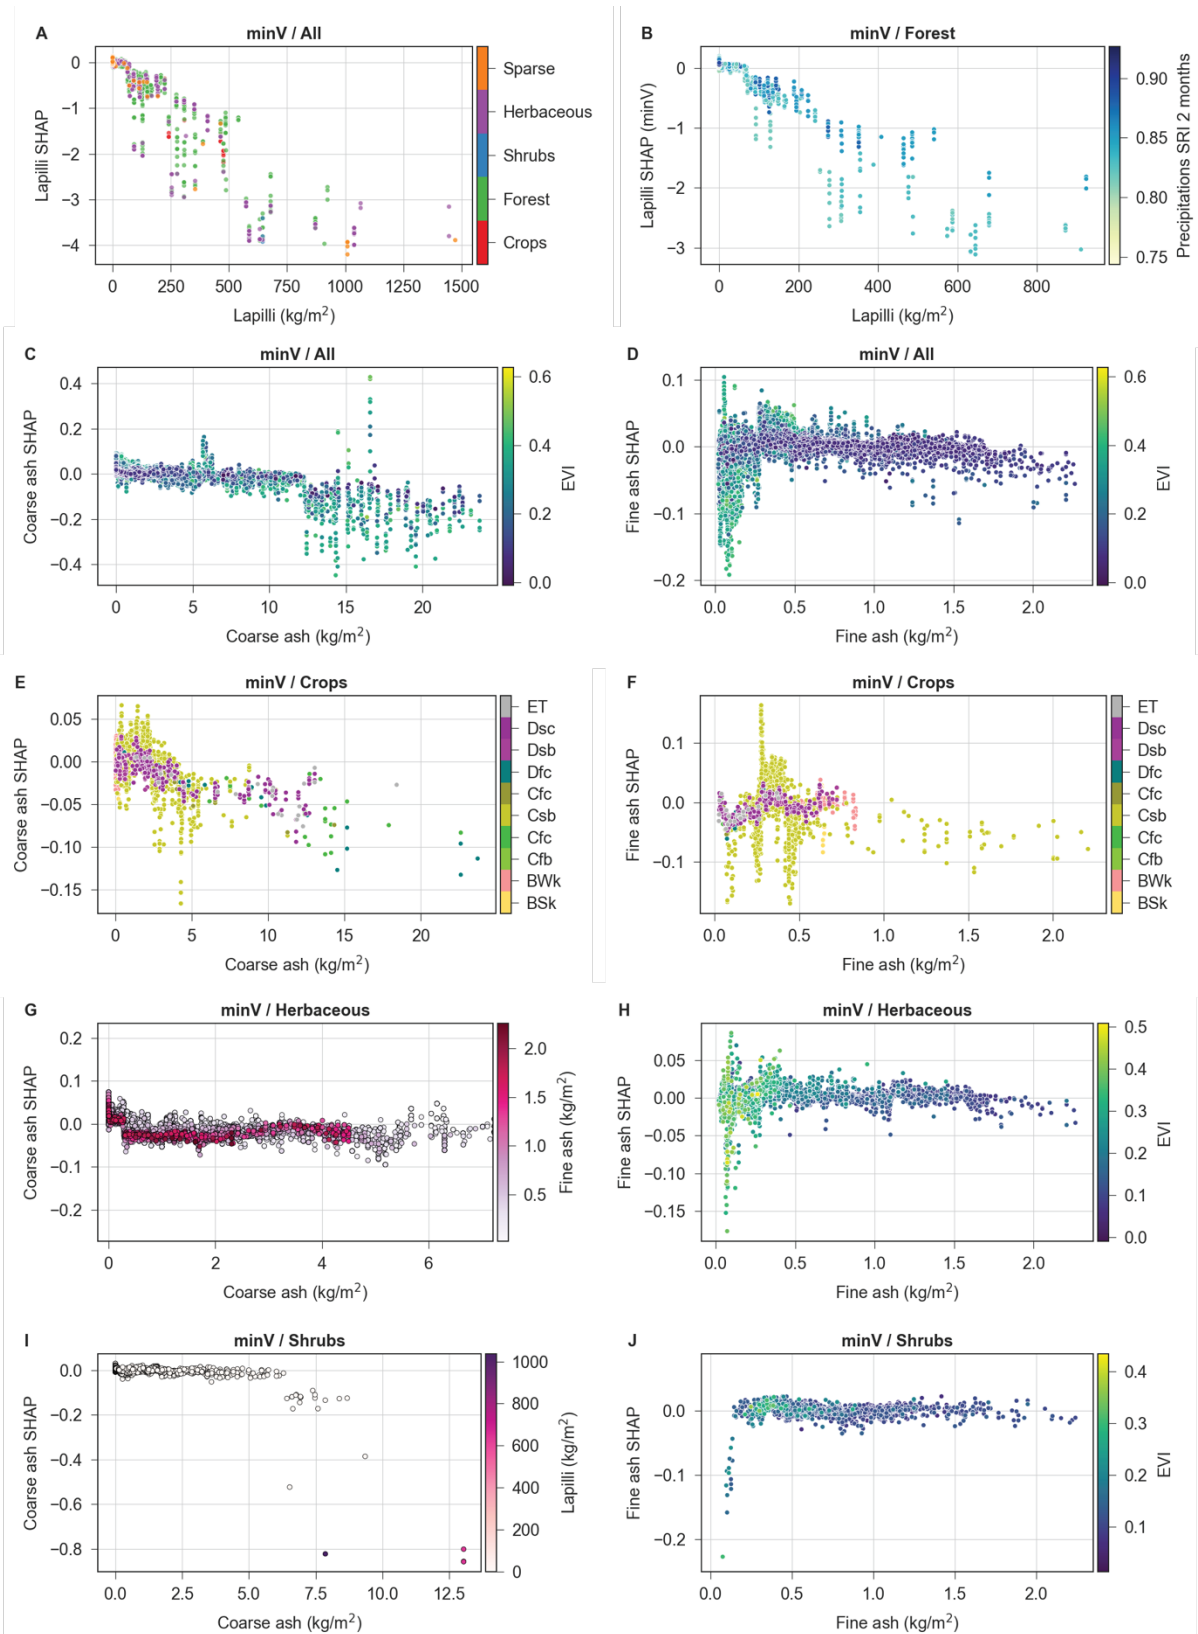 A minV / All
0
−1
−2
−3
−4
Lapilli SHAP
0 250 500 750 1000 1250 1500
Lapilli (kg/m²)
Sparse
Herbaceous
Shrubs
Forest
Crops
B minV / Forest
0
−1
−2
−3
Lapilli SHAP (minV)
0 200 400 600 800
Lapilli (kg/m²)
0.90
0.85
0.80
0.75
Precipitations SRI 2 months
C minV / All
0.4
0.2
0.0
−0.2
−0.4
Coarse ash SHAP
0 5 10 15 20
Coarse ash (kg/m²)
0.6
0.4
0.2
0.0
EVI
D minV / All
0.1
0.0
−0.1
−0.2
Fine ash SHAP
0.0 0.5 1.0 1.5 2.0
Fine ash (kg/m²)
0.6
0.4
0.2
0.0
EVI
E minV / Crops
0.05
0.00
−0.05
−0.10
−0.15
Coarse ash SHAP
0 5 10 15 20
Coarse ash (kg/m²)
ET
Dsc
Dsb
Dfc
Cfc
Csb
Cfc
Cfb
BWk
BSk
F minV / Crops
0.1
0.0
−0.1
Fine ash SHAP
0.0 0.5 1.0 1.5 2.0
Fine ash (kg/m²)
ET
Dsc
Dsb
Dfc
Cfc
Csb
Cfc
Cfb
BWk
BSk
G minV / Herbaceous
0.2
0.1
0.0
−0.1
−0.2
Coarse ash SHAP
0 2 4 6
Coarse ash (kg/m²)
2.0
1.5
1.0
0.5
Fine ash (kg/m²)
H minV / Herbaceous
0.05
0.00
−0.05
−0.10
−0.15
Fine ash SHAP
0.0 0.5 1.0 1.5 2.0
Fine ash (kg/m²)
0.5
0.4
0.3
0.2
0.1
0.0
EVI
I minV / Shrubs
0.0
−0.2
−0.4
−0.6
−0.8
Coarse ash SHAP
0.0 2.5 5.0 7.5 10.0 12.5
Coarse ash (kg/m²)
1000
800
600
400
200
0
Lapilli (kg/m²)
J minV / Shrubs
0.0
−0.1
−0.2
Fine ash SHAP
0.0 0.5 1.0 1.5 2.0
Fine ash (kg/m²)
0.4
0.3
0.2
0.1
EVI